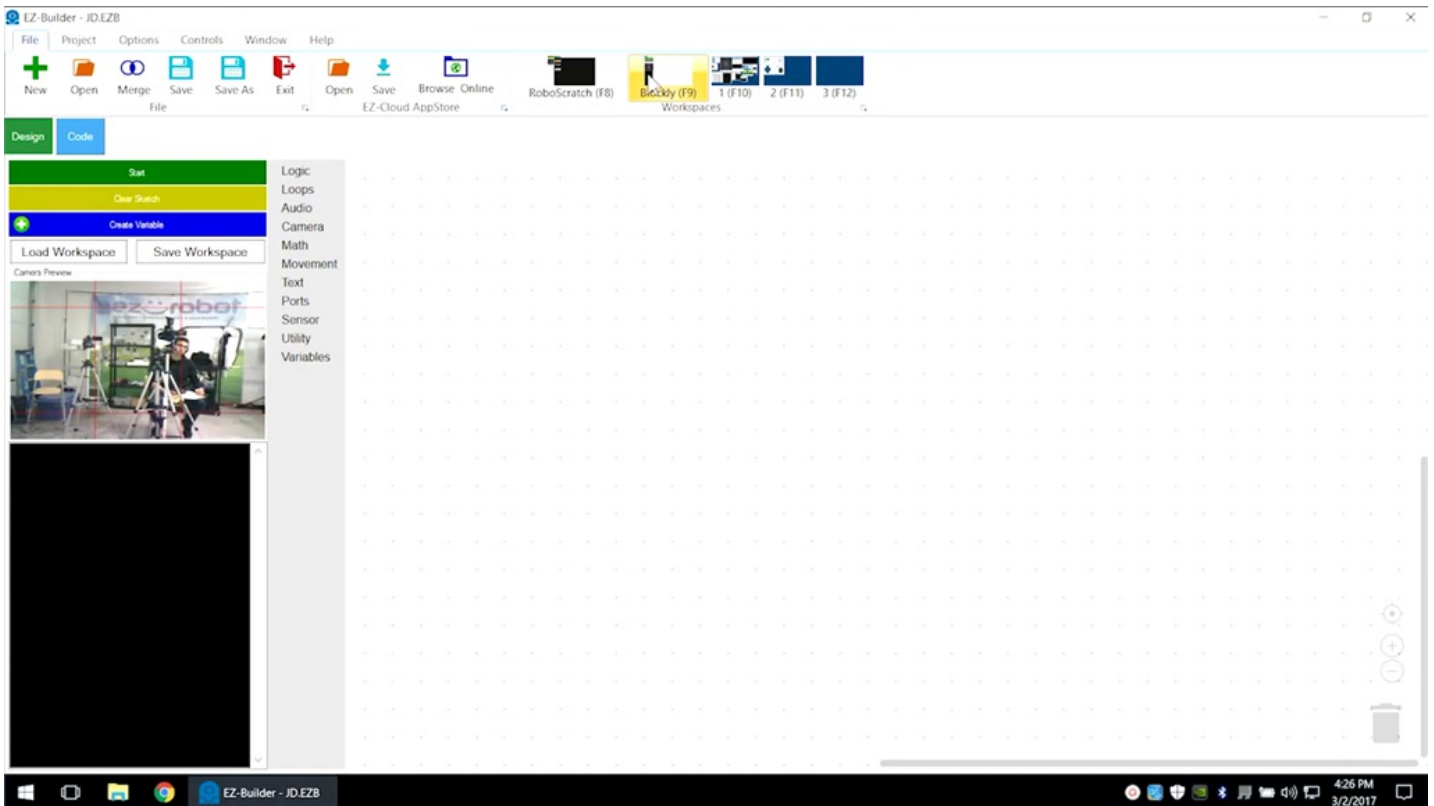 EZ-Builder - JD.EZB
File Project Options Controls Window Help
New Open Merge Save Save As Exit Open Save Browse Online RoboScratch (F8) Blockly (F9) 1 (F10) 2 (F11) 3 (F12)
File EZ-Cloud AppStore Workspaces
Design Code
Start
Clear Sketch
Create Variable
Load Workspace Save Workspace
Camera Preview
ez robot
Logic
Loops
Audio
Camera
Math
Movement
Text
Ports
Sensor
Utility
Variables
EZ-Builder - JD.EZB
4:26 PM
3/2/2017